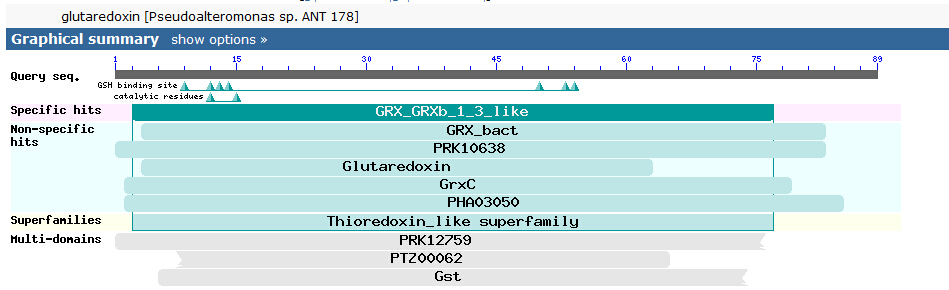 glutaredoxin [Pseudoalteromonas sp. ANT 178]
Graphical summary show options »
1 15 30 45 60 75 89
Query seq.
GSH binding site
catalytic residues
Specific hits GRX_GRXb_1_3_like
Non-specific hits GRX_bact
PRK10638
Glutaredoxin
GrxC
PHA03050
Superfamilies Thioredoxin_like superfamily
Multi-domains PRK12759
PTZ00062
Gst